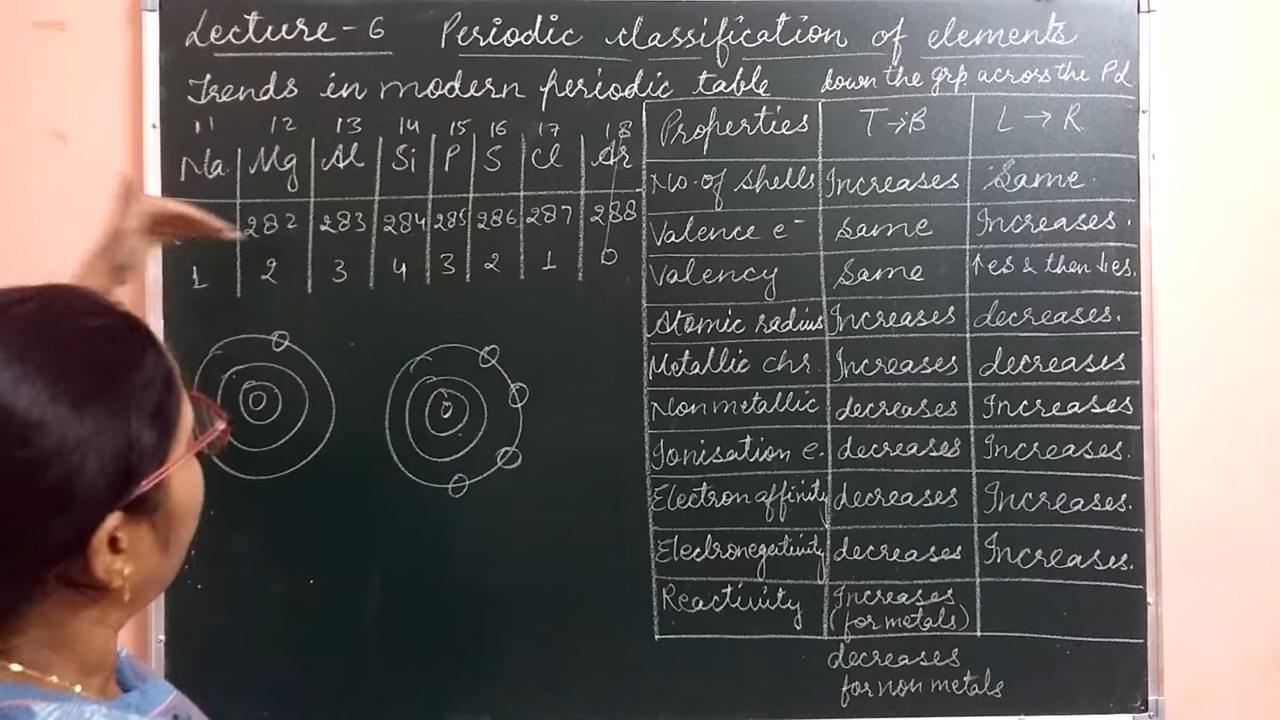 Lecture-6 Periodic classification of elements
Trends in modern periodic table
down the grp across the Pd
11 12 13 14 15 16 17 18
Na Mg Al Si P S Cl Ar
282 283 284 285 286 287 288
1 2 3 4 3 2 1 0
Properties T→B L→R
No. of shells Increases Same
Valence e⁻ Same Increases.
Valency Same ↑es & then ↓es.
Atomic radius Increases decreases.
Metallic chr. Increases decreases
Non metallic decreases Increases
Ionisation e. decreases Increases.
Electron affinity decreases Increases.
Electronegativity decreases Increases.
Reactivity Increases
(for metals)
decreases
for non metals